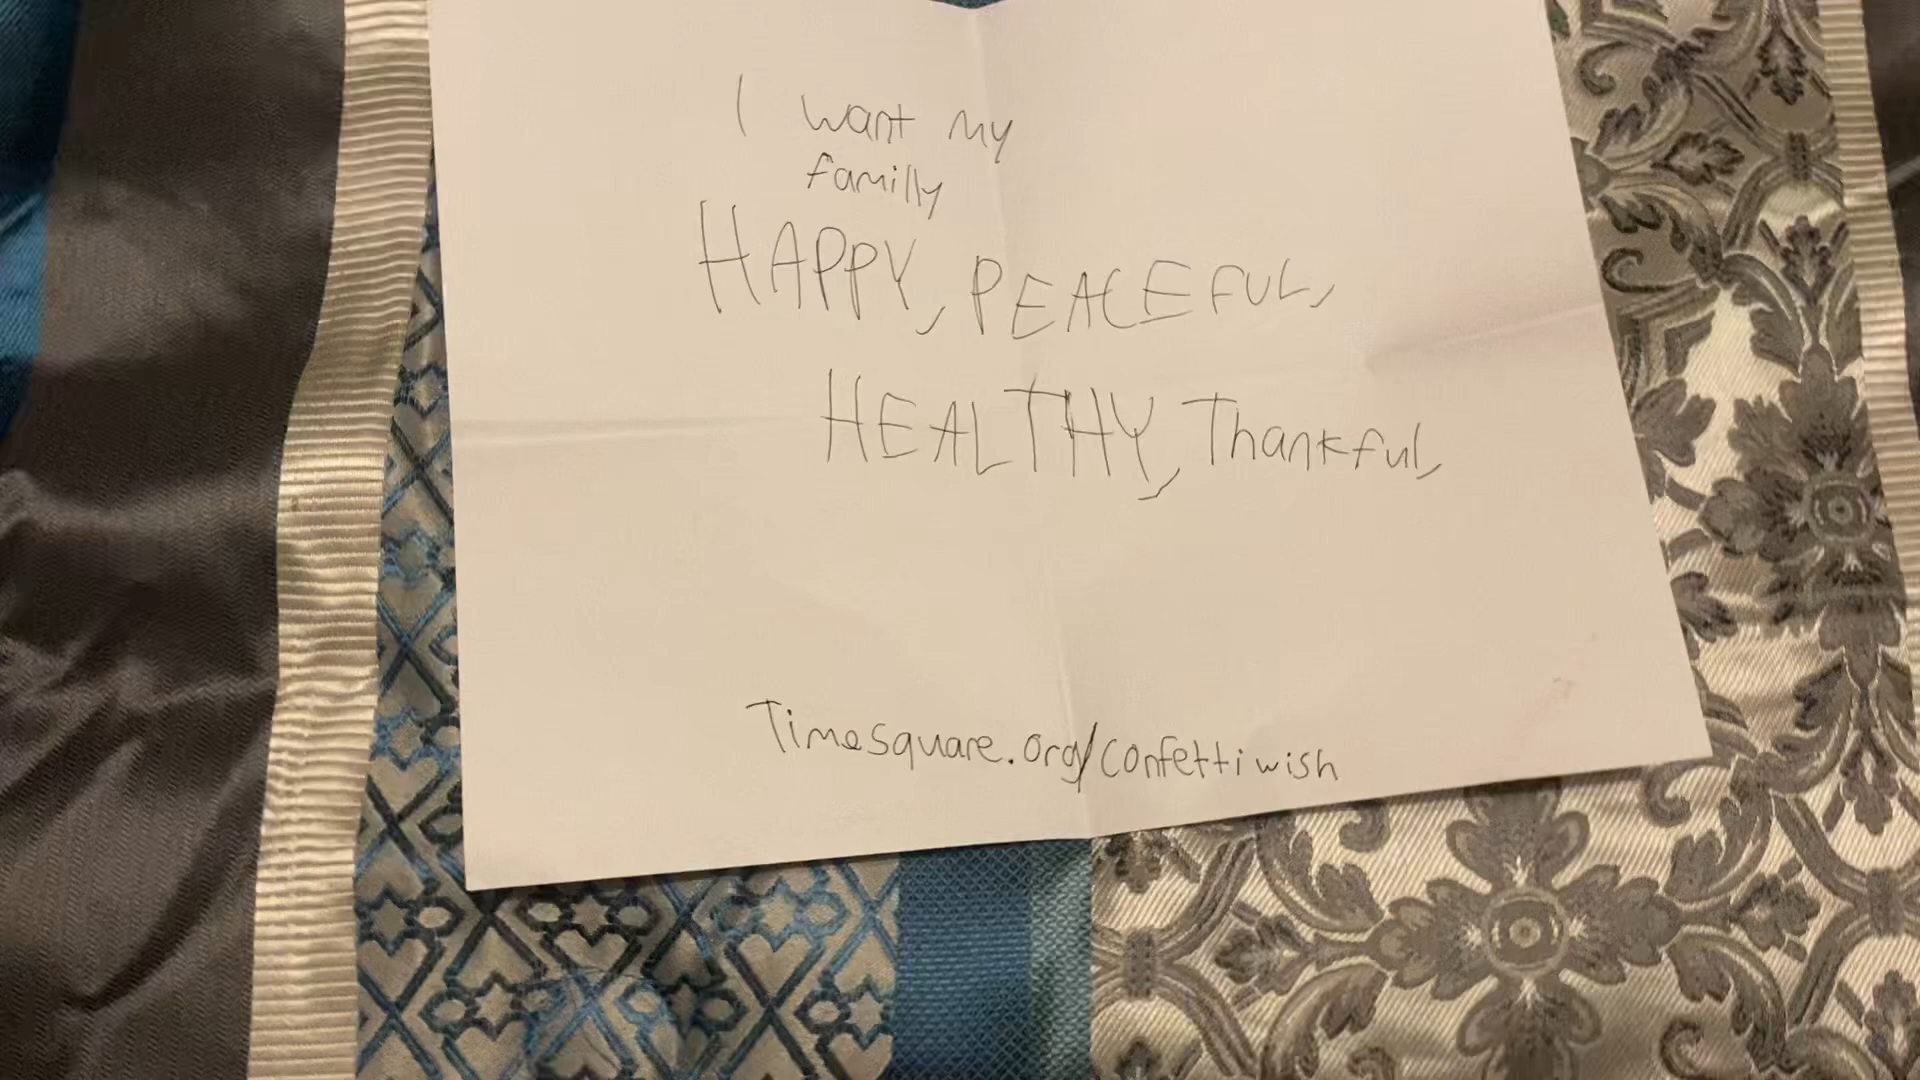 I want my
familly
HAPPY, PEACEFUL,
HEALTHY, Thankful,
TimeSquare.org/confettiwish